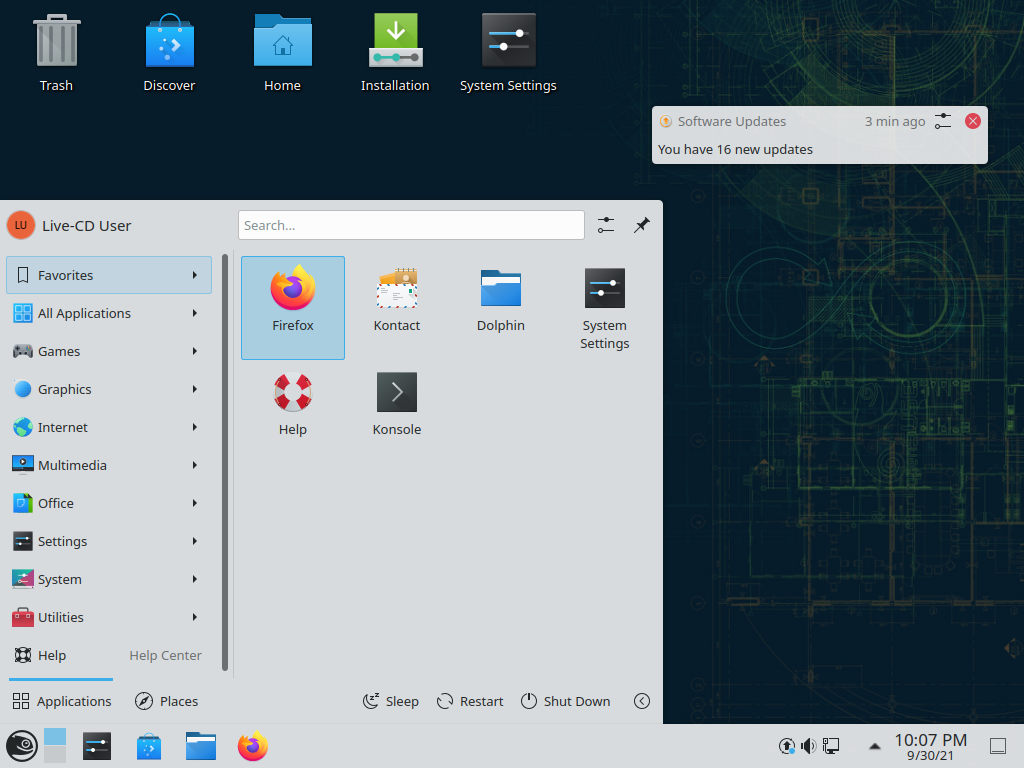 Trash
Discover
Home
Installation
System Settings
Software Updates 3 min ago
You have 16 new updates
LU Live-CD User
Search...
Favorites
All Applications
Games
Graphics
Internet
Multimedia
Office
Settings
System
Utilities
Help Help Center
Firefox
Kontact
Dolphin
System
Settings
Help
Konsole
Applications
Places
Sleep
Restart
Shut Down
10:07 PM
9/30/21